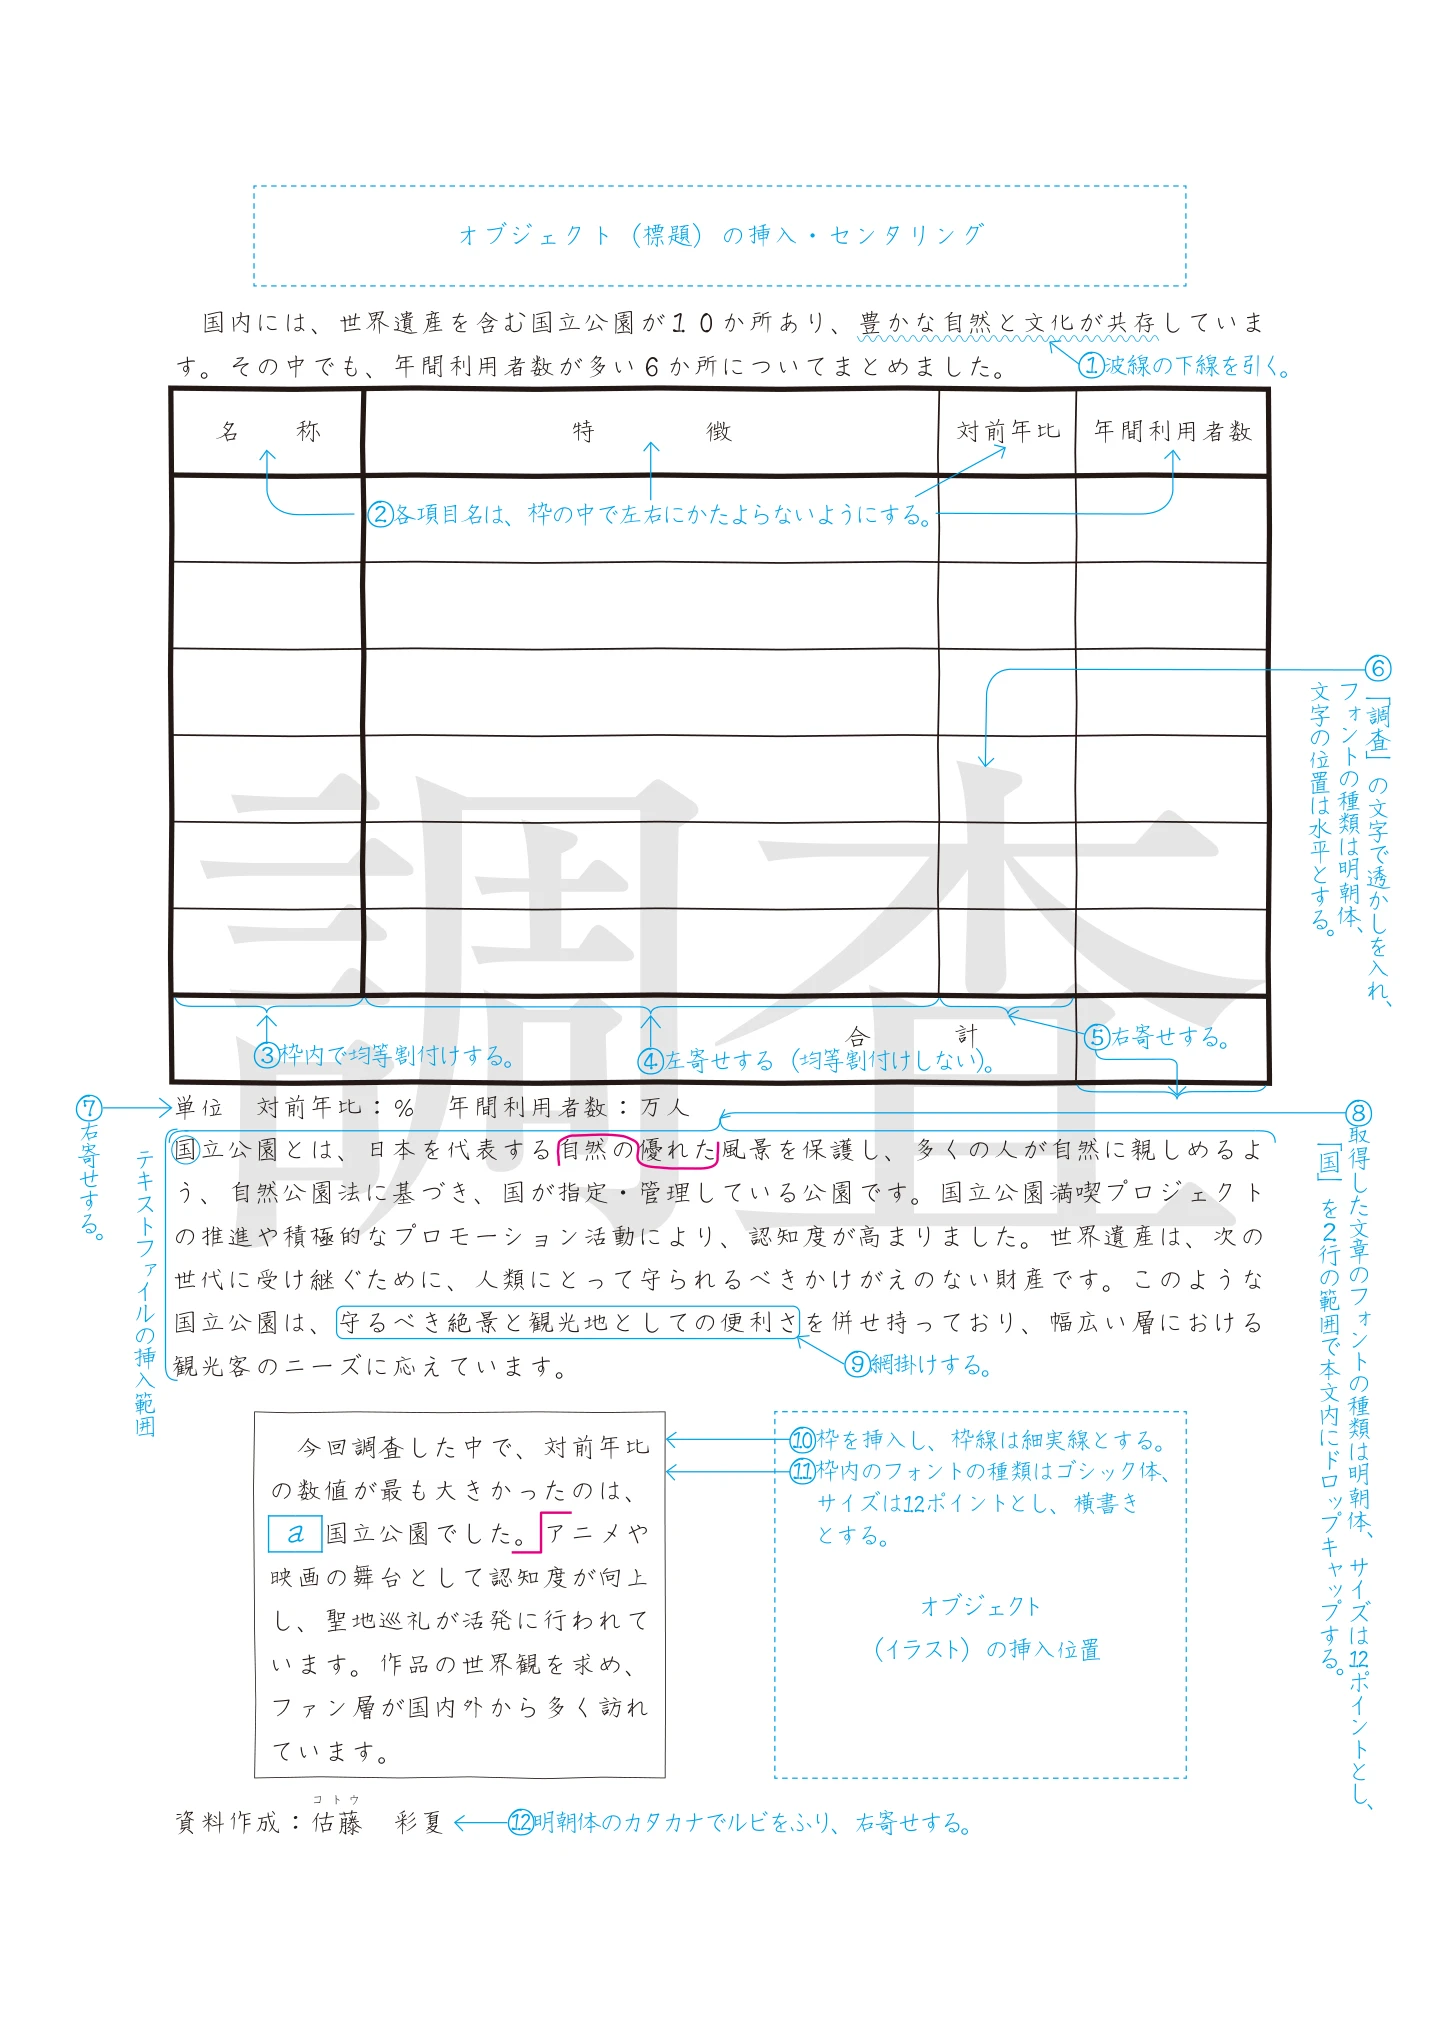 オブジェクト（標題）の挿入・センタリング
　国内には、世界遺産を含む国立公園が１０か所あり、豊かな自然と文化が共存していま
す。その中でも、年間利用者数が多い６か所についてまとめました。
①波線の下線を引く。
名　　称
特　　　　徴
対前年比
年間利用者数
②各項目名は、枠の中で左右にかたよらないようにする。
⑥「調査」の文字で透かしを入れ、
フォントの種類は明朝体、
文字の位置は水平とする。
調査
合　　　計
③枠内で均等割付けする。
④左寄せする（均等割付けしない）。
⑤右寄せする。
⑦右寄せする。
単位　対前年比：％　年間利用者数：万人
⑧取得した文章のフォントの種類は明朝体、サイズは12ポイントとし、
「国」を2行の範囲で本文内にドロップキャップする。
テキストファイルの挿入範囲
国立公園とは、日本を代表する自然の優れた風景を保護し、多くの人が自然に親しめるよ
う、自然公園法に基づき、国が指定・管理している公園です。国立公園満喫プロジェクト
の推進や積極的なプロモーション活動により、認知度が高まりました。世界遺産は、次の
世代に受け継ぐために、人類にとって守られるべきかけがえのない財産です。このような
国立公園は、守るべき絶景と観光地としての便利さを併せ持っており、幅広い層における
観光客のニーズに応えています。
⑨網掛けする。
　今回調査した中で、対前年比
の数値が最も大きかったのは、
a国立公園でした。アニメや
映画の舞台として認知度が向上
し、聖地巡礼が活発に行われて
います。作品の世界観を求め、
ファン層が国内外から多く訪れ
ています。
⑩枠を挿入し、枠線は細実線とする。
⑪枠内のフォントの種類はゴシック体、
サイズは12ポイントとし、横書き
とする。
オブジェクト
（イラスト）の挿入位置
コトウ
資料作成：估藤　彩夏
⑫明朝体のカタカナでルビをふり、右寄せする。